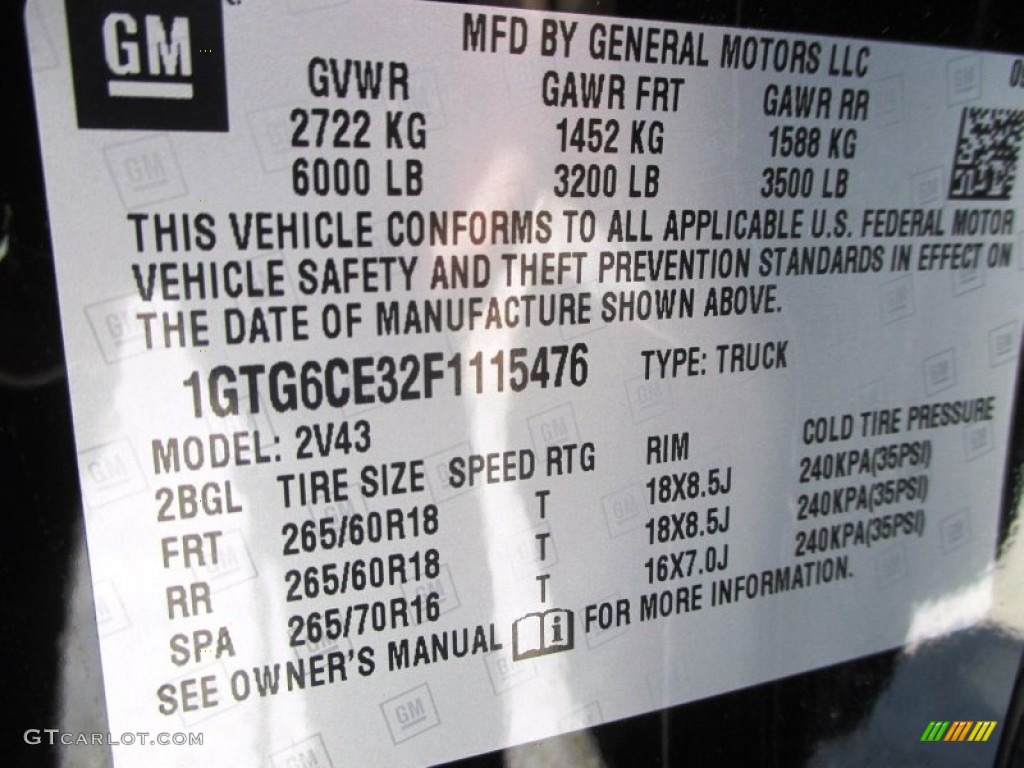 GM
MFD BY GENERAL MOTORS LLC
GVWR GAWR FRT GAWR RR
2722 KG 1452 KG 1588 KG
6000 LB 3200 LB 3500 LB
THIS VEHICLE CONFORMS TO ALL APPLICABLE U.S. FEDERAL MOTOR
VEHICLE SAFETY AND THEFT PREVENTION STANDARDS IN EFFECT ON
THE DATE OF MANUFACTURE SHOWN ABOVE.
1GTG6CE32F1115476 TYPE: TRUCK
MODEL: 2V43
2BGL TIRE SIZE SPEED RTG RIM COLD TIRE PRESSURE
FRT 265/60R18 T 18X8.5J 240KPA(35PSI)
RR 265/60R18 T 18X8.5J 240KPA(35PSI)
SPA 265/70R16 T 16X7.0J 240KPA(35PSI)
SEE OWNER'S MANUAL i FOR MORE INFORMATION.
GTCARLOT.COM